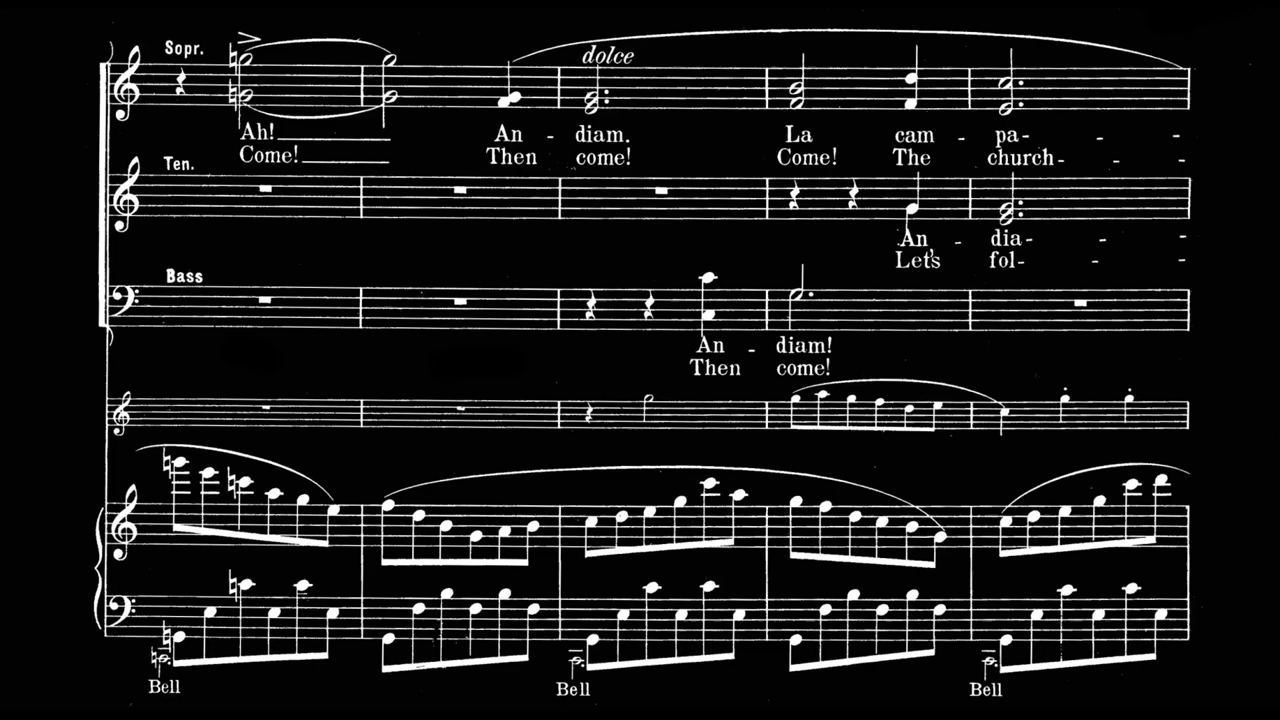 Sopr.
dolce
Ah! An - diam. La cam - pa - - -
Come! Then come! Come! The church - - -
Ten.
An, - dia - - -
Let's fol - - -
Bass
An - diam!
Then come!
Bell Bell Bell